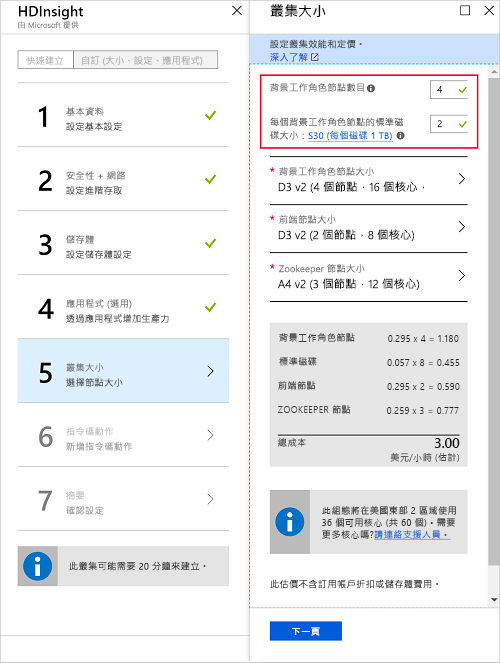 HDInsight
由 Microsoft 提供
快速建立
自訂 (大小、設定、應用程式)
1
基本資料
設定基本設定
2
安全性 + 網路
設定進階存取
3
儲存體
設定儲存體設定
4
應用程式 (選用)
透過應用程式增加生產力
5
叢集大小
選擇節點大小
6
指令碼動作
新增指令碼動作
7
摘要
確認設定
此叢集可能需要 20 分鐘來建立。
叢集大小
設定叢集效能和定價。
深入了解
背景工作角色節點數目
4
每個背景工作角色節點的標準磁
碟大小：S30 (每個磁碟 1 TB)
2
* 背景工作角色節點大小
D3 v2 (4 個節點，16 個核心，
* 前端節點大小
D3 v2 (2 個節點，8 個核心)
* Zookeeper 節點大小
A4 v2 (3 個節點，12 個核心)
背景工作角色節點 0.295 x 4 = 1.180
標準磁碟 0.057 x 8 = 0.455
前端節點 0.295 x 2 = 0.590
ZOOKEEPER 節點 0.259 x 3 = 0.777
總成本 3.00
美元/小時 (估計)
此組態將在美國東部 2 區域使用
36 個可用核心 (共 60 個)。需要
更多核心嗎?請連絡支援人員。
此估價不含訂用帳戶折扣或儲存體費用。
下一頁